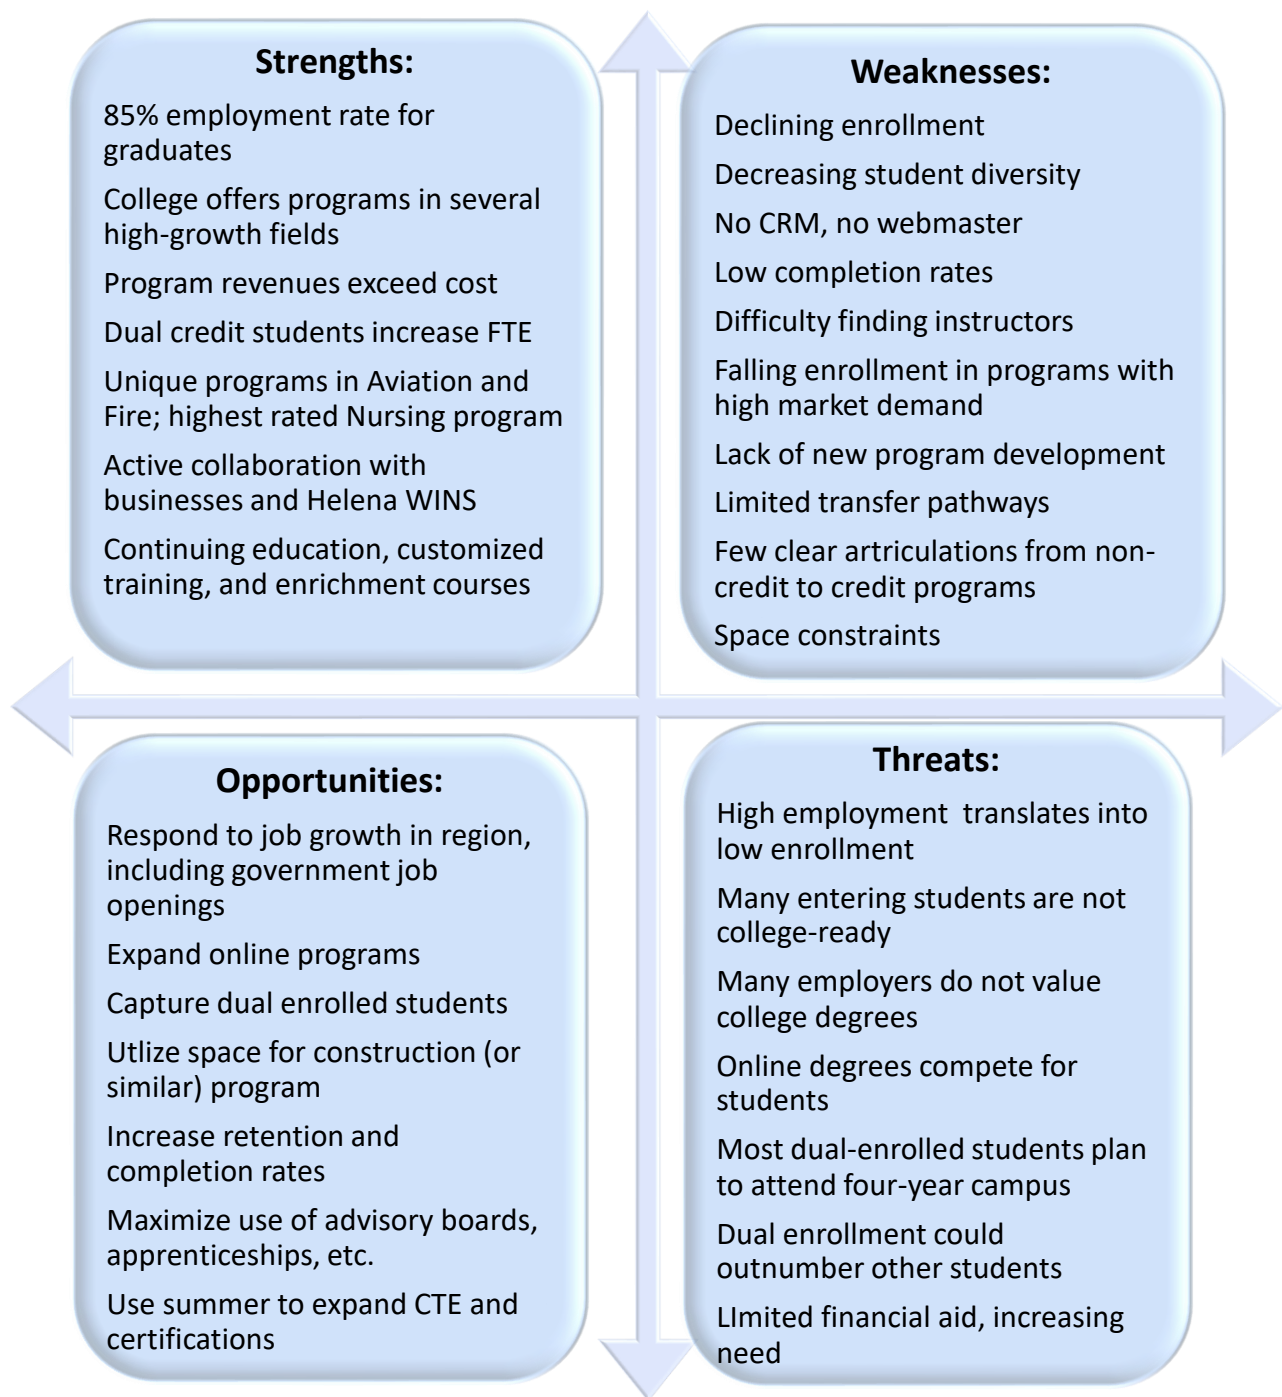 Strengths:
85% employment rate for
graduates
College offers programs in several
high-growth fields
Program revenues exceed cost
Dual credit students increase FTE
Unique programs in Aviation and
Fire; highest rated Nursing program
Active collaboration with
businesses and Helena WINS
Continuing education, customized
training, and enrichment courses
Weaknesses:
Declining enrollment
Decreasing student diversity
No CRM, no webmaster
Low completion rates
Difficulty finding instructors
Falling enrollment in programs with
high market demand
Lack of new program development
Limited transfer pathways
Few clear artriculations from non-
credit to credit programs
Space constraints
Opportunities:
Respond to job growth in region,
including government job
openings
Expand online programs
Capture dual enrolled students
Utlize space for construction (or
similar) program
Increase retention and
completion rates
Maximize use of advisory boards,
apprenticeships, etc.
Use summer to expand CTE and
certifications
Threats:
High employment  translates into
low enrollment
Many entering students are not
college-ready
Many employers do not value
college degrees
Online degrees compete for
students
Most dual-enrolled students plan
to attend four-year campus
Dual enrollment could
outnumber other students
LImited financial aid, increasing
need